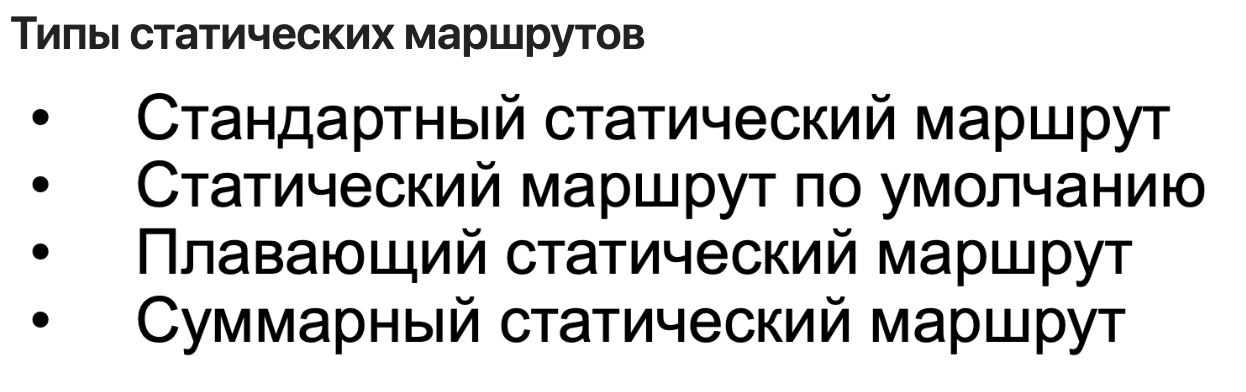 Типы статических маршрутов
• Стандартный статический маршрут
• Статический маршрут по умолчанию
• Плавающий статический маршрут
• Суммарный статический маршрут